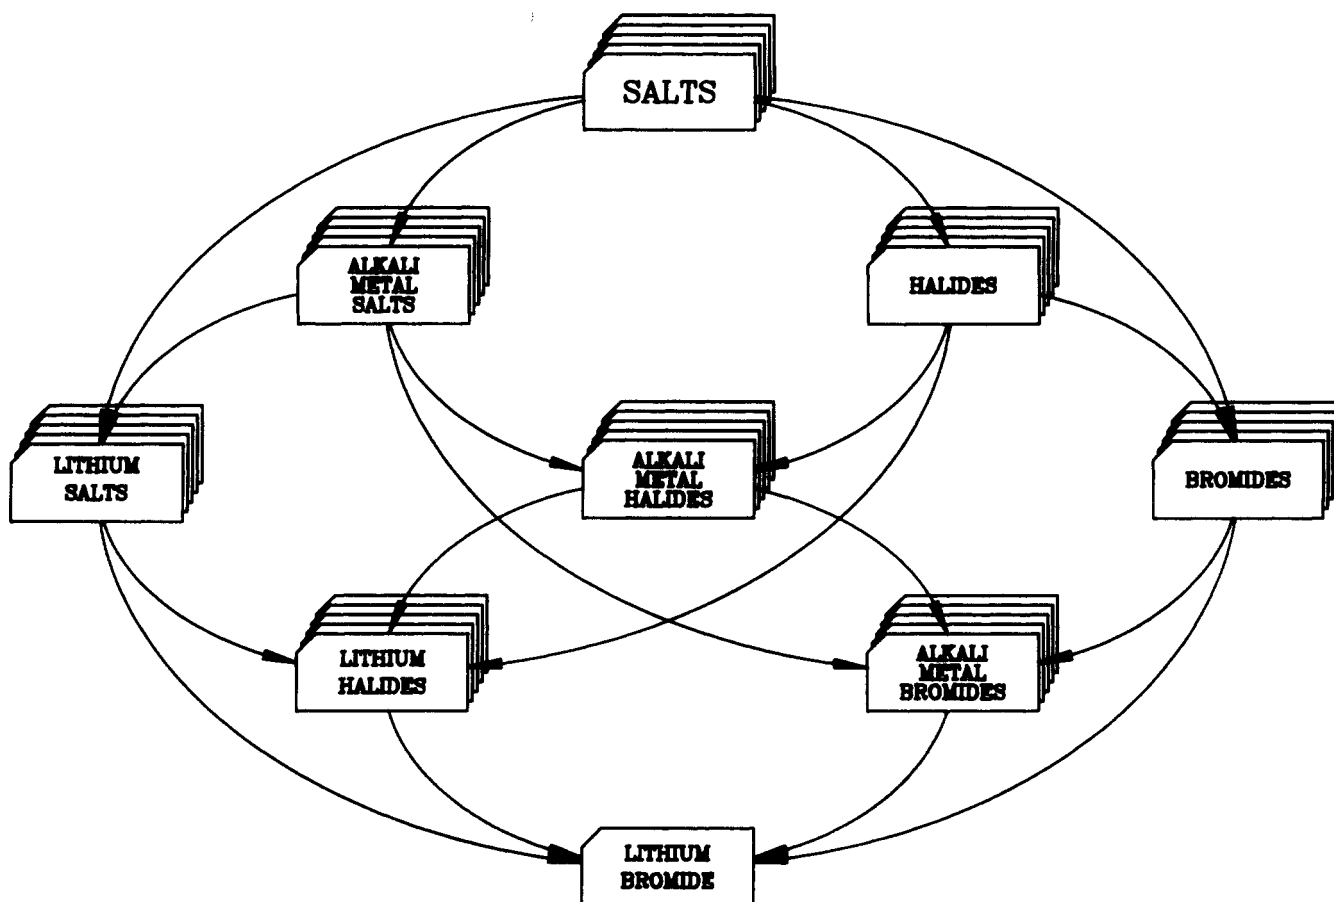 SALTS
ALKALI
METAL
SALTS
HALIDES
LITHIUM
SALTS
ALKALI
METAL
HALIDES
BROMIDES
LITHIUM
HALIDES
ALKALI
METAL
BROMIDES
LITHIUM
BROMIDE